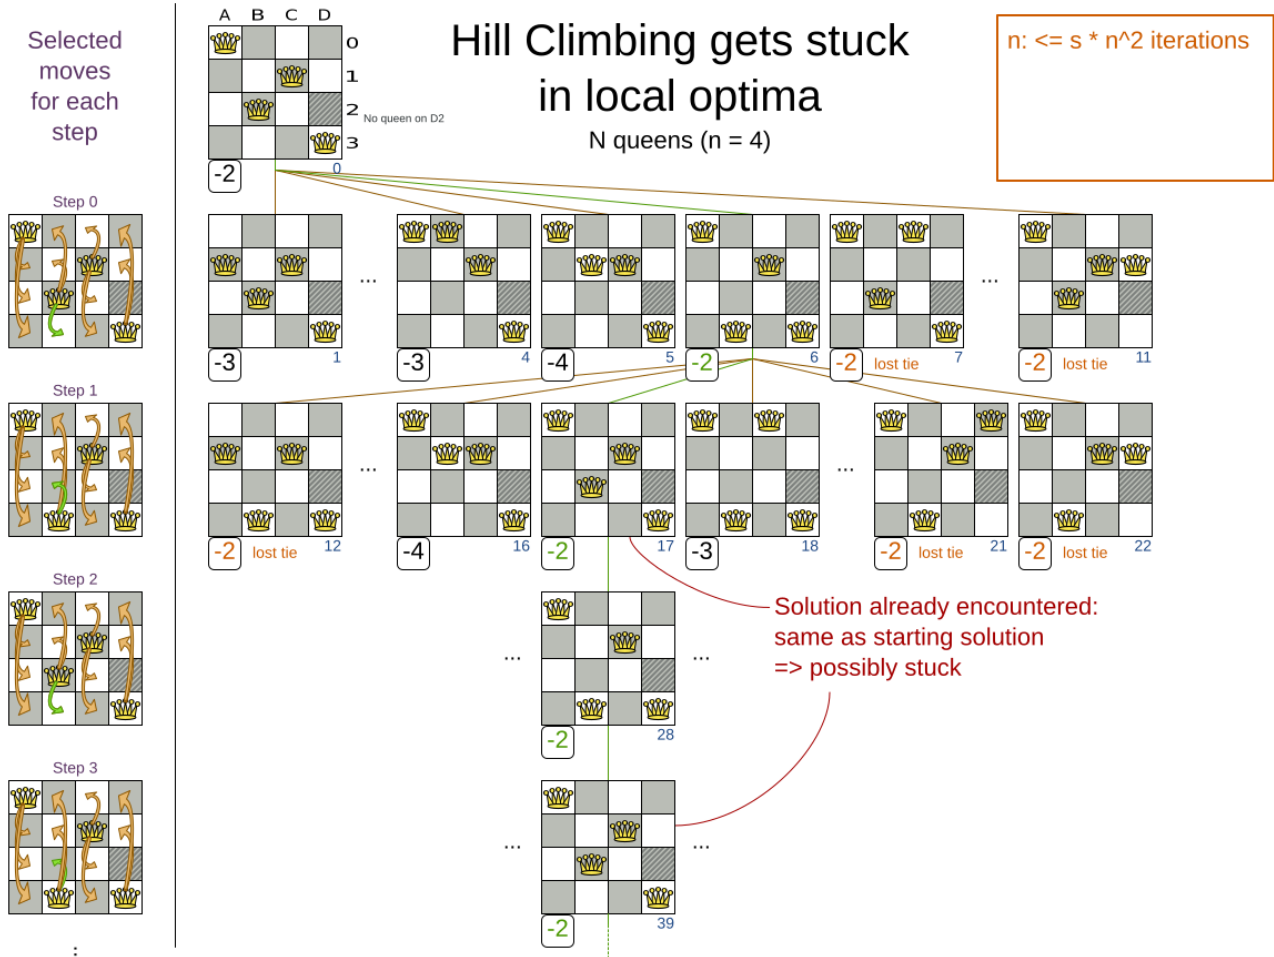 Selected
moves
for each
step
A B C D
0
1
2
3
No queen on D2
-2
0
Hill Climbing gets stuck
in local optima
N queens (n = 4)
n: <= s * n^2 iterations
Step 0
...
...
-3 1
-3 4
-4 5
-2 6
-2 lost tie 7
-2 lost tie 11
Step 1
...
...
-2 lost tie 12
-4 16
-2 17
-3 18
-2 lost tie 21
-2 lost tie 22
Step 2
...
...
-2 28
Solution already encountered:
same as starting solution
=> possibly stuck
Step 3
...
...
-2 39
: